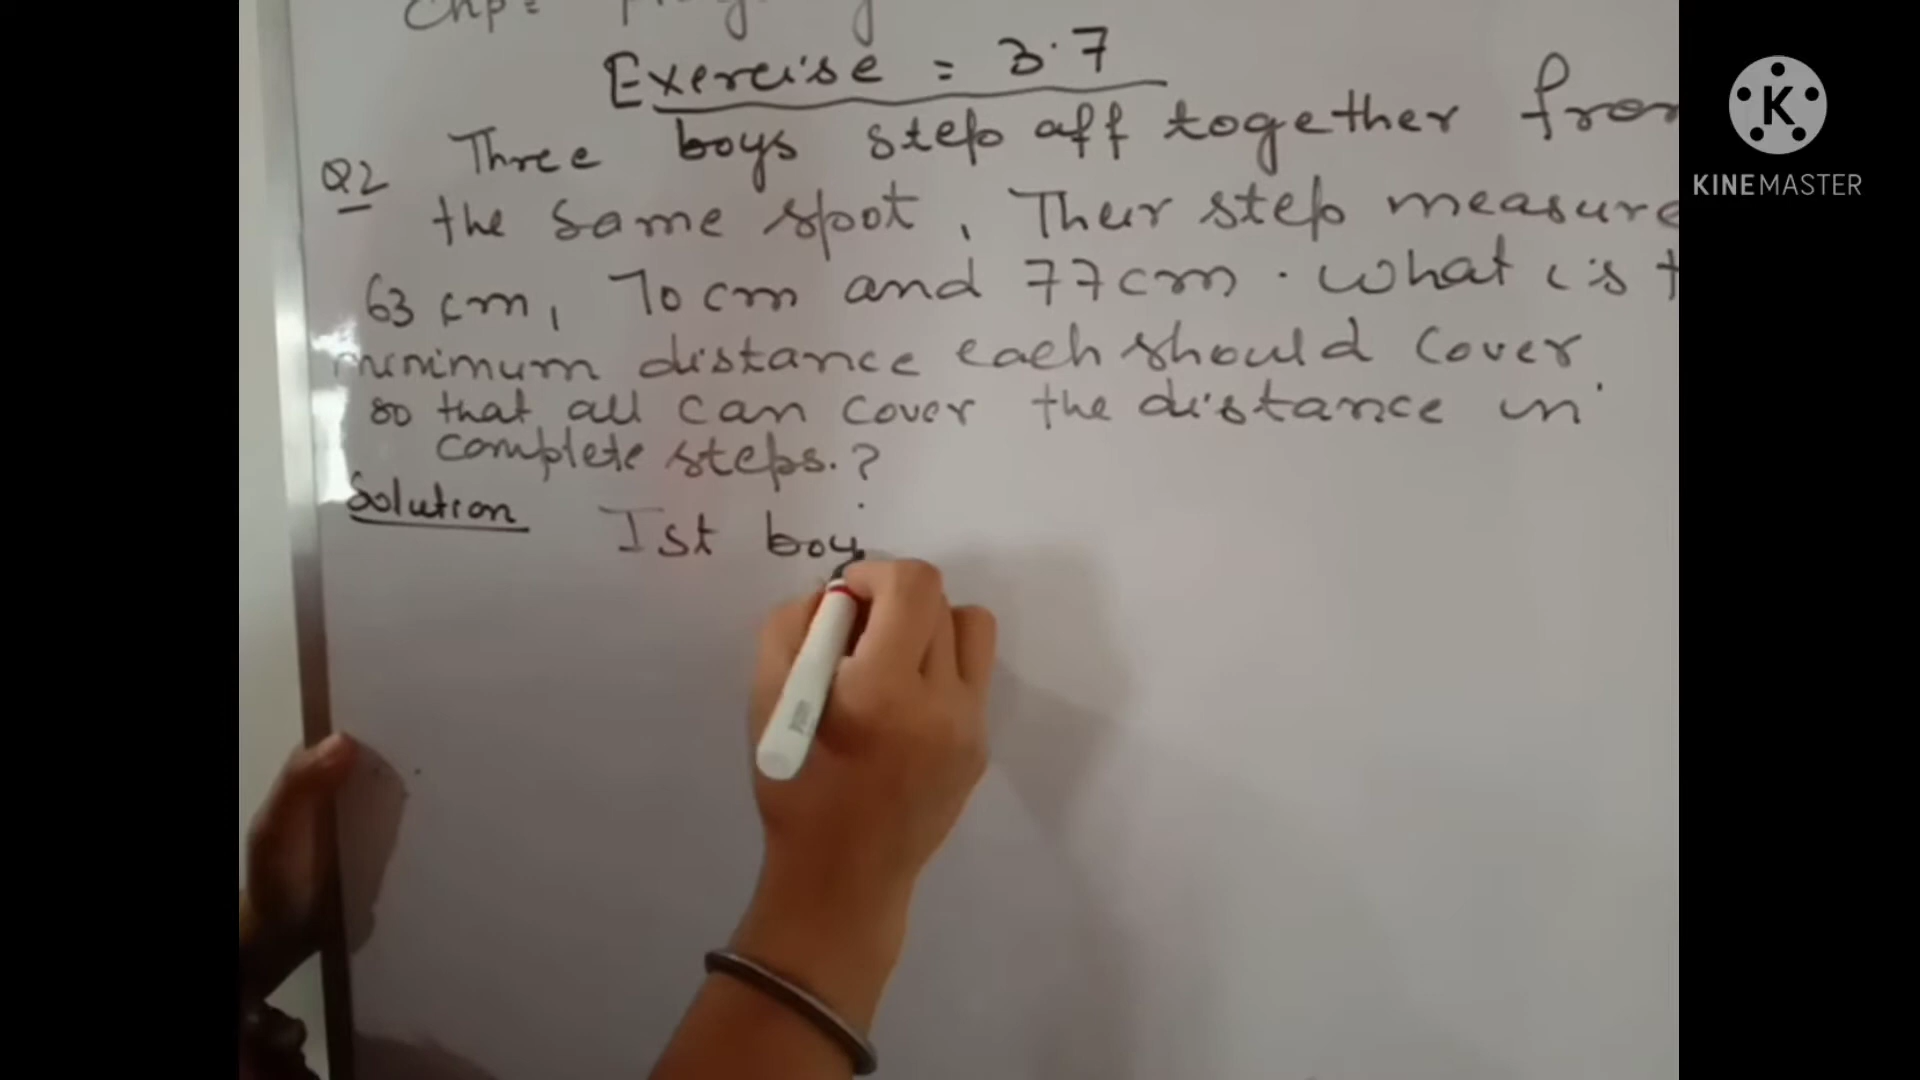 Chp=
Exercise = 3.7
Q2 Three boys step off together from
the same spot, Their step measure
63 cm, 70 cm and 77cm. What is t
minimum distance each should cover
so that all can cover the distance in
complete steps.?
Solution Ist boy
K
KINEMASTER